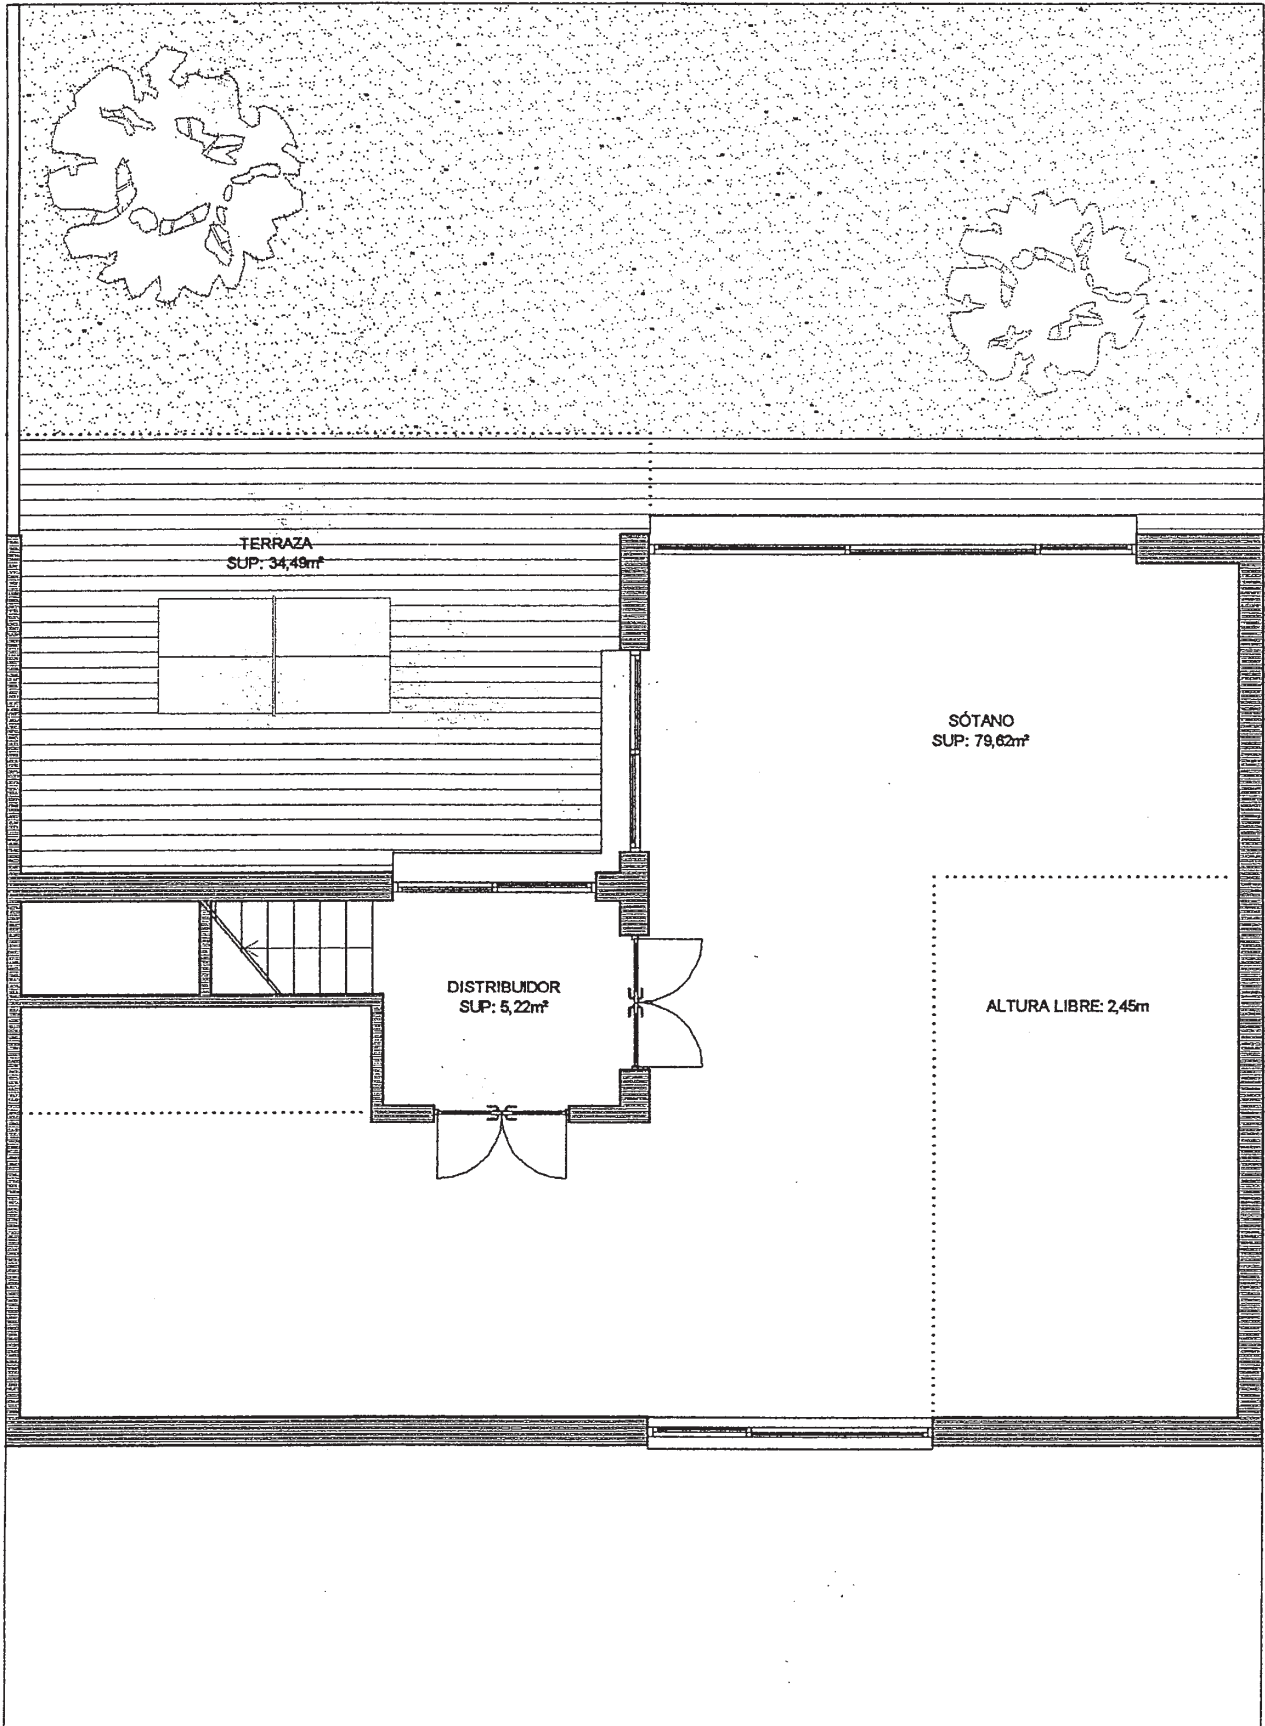 TERRAZA
SUP: 34,49m²
SÓTANO
SUP: 79,62m²
DISTRIBUIDOR
SUP: 5,22m²
ALTURA LIBRE: 2,45m